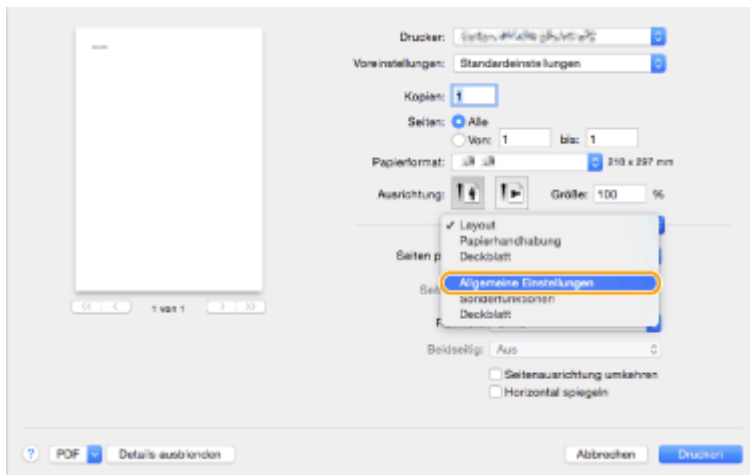 Drucker:
Voreinstellungen: Standardeinstellungen
Kopien: 1
Seiten: Alle
Von: 1 bis: 1
Papierformat: 210 x 297 mm
Ausrichtung: Größe: 100 %
✓ Layout
Papierhandhabung
Deckblatt
Seiten p
Allgemeine Einstellungen
Sonderfunktionen
Deckblatt
1 von 1
Beidseitig: Aus
Seitenausrichtung umkehren
Horizontal spiegeln
? PDF Details ausblenden Abbrechen Drucken